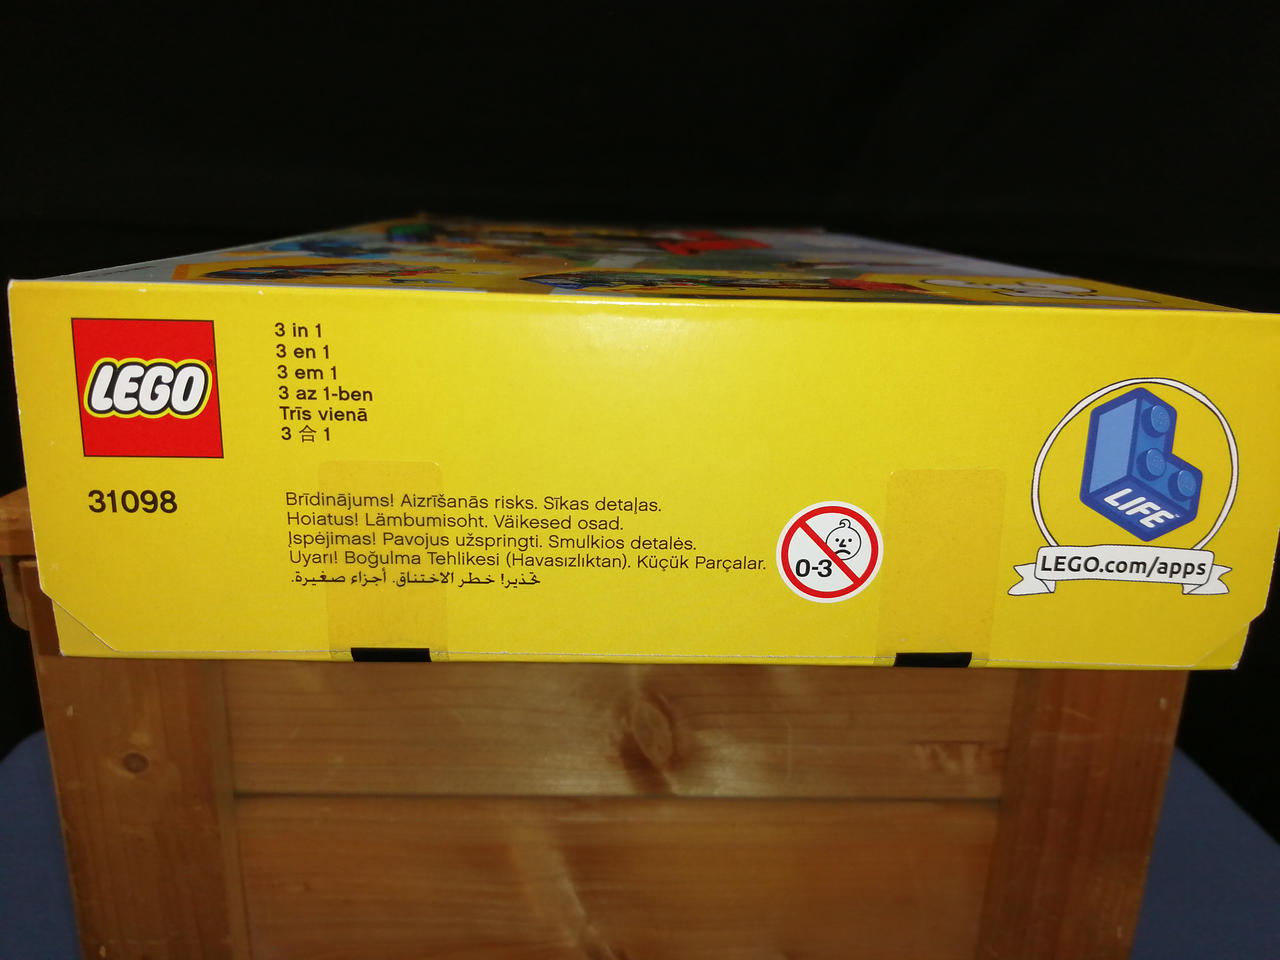 LEGO®
3 in 1
3 en 1
3 em 1
3 az 1-ben
Trīs vienā
3 合 1
31098
Brīdinājums! Aizrīšanās risks. Sīkas detaļas.
Hoiatus! Lämbumisoht. Väikesed osad.
Įspėjimas! Pavojus užspringti. Smulkios detalės.
Uyarı! Boğulma Tehlikesi (Havasızlıktan). Küçük Parçalar.
تحذير! خطر الاختناق. أجزاء صغيرة.
0-3
LIFE™
LEGO.com/apps